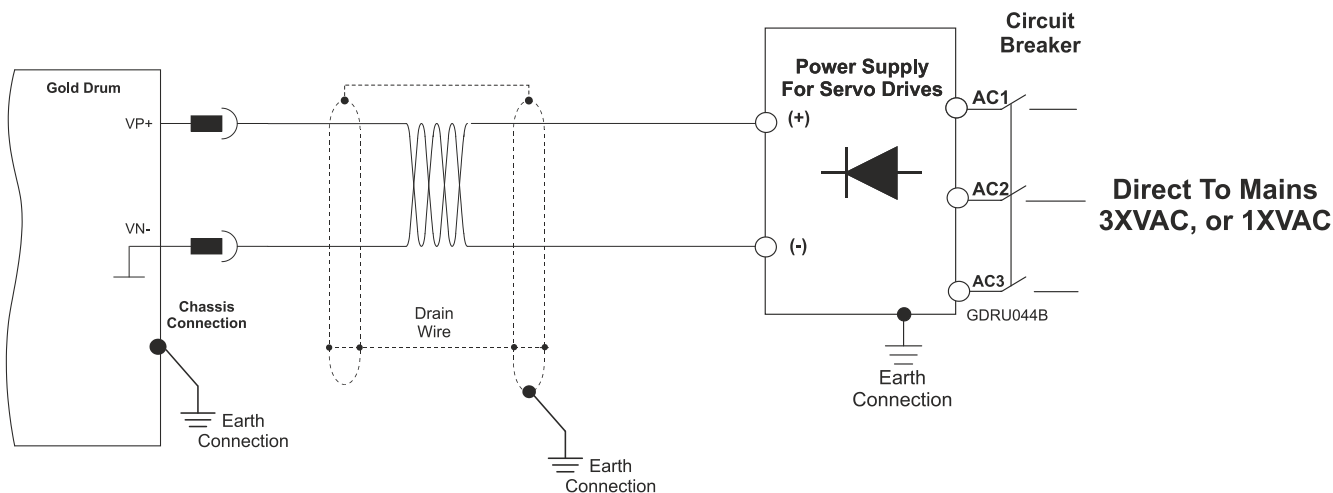 Circuit
Breaker
Gold Drum
Power Supply
For Servo Drives
VP+
(+)
AC1
AC2
Direct To Mains
3XVAC, or 1XVAC
VN-
(-)
AC3
GDRU044B
Chassis
Connection
Drain
Wire
Earth
Connection
Earth
Connection
Earth
Connection